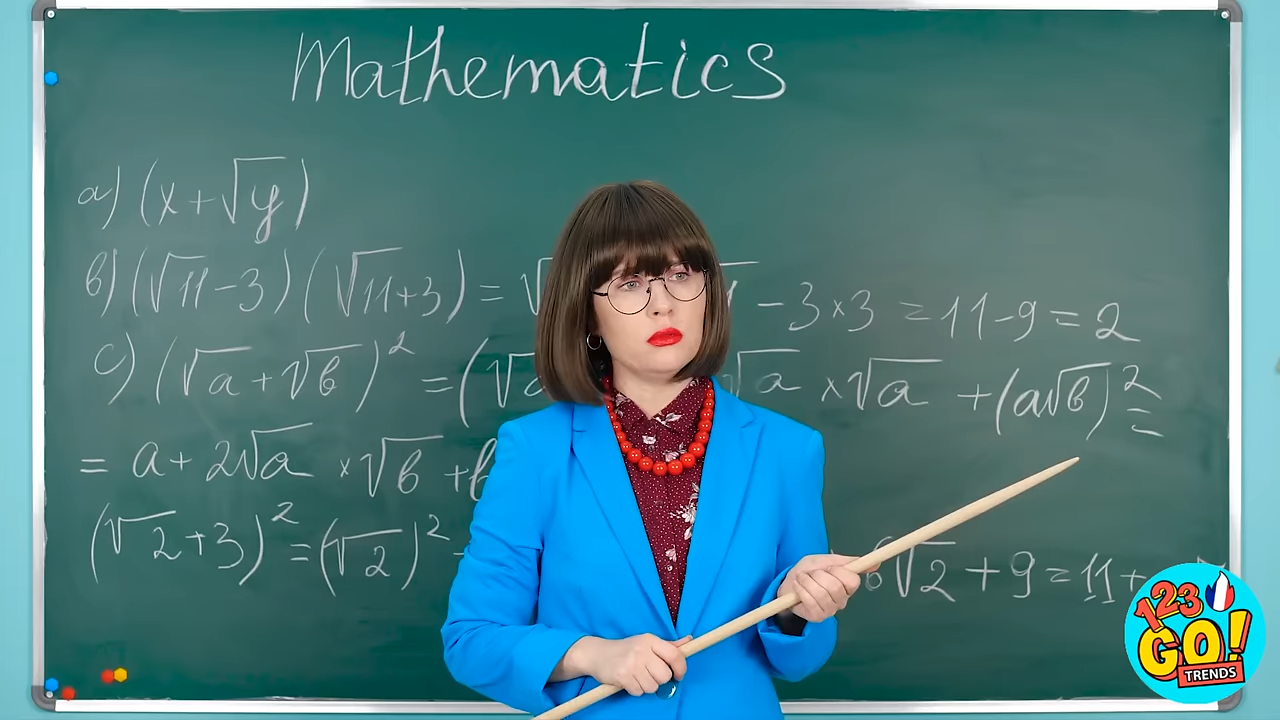 Mathematics
a) (x+√y)
b) (√11-3)(√11+3) = √ -3×3 =11-9=2
c) (√a+√b)² =(√a √a ×√a +(a√b)² =
= a+ 2√a ×√b +b
(√2+3)² =(√2)² - 6√2 +9=11+
123
GO!
TRENDS